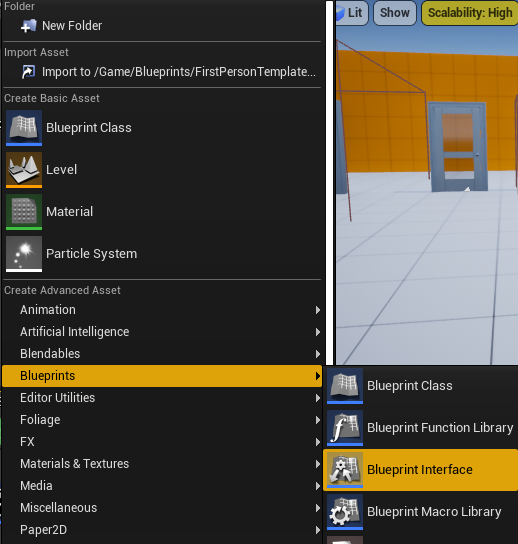 Folder
New Folder
Import Asset
Import to /Game/Blueprints/FirstPersonTemplate...
Create Basic Asset
Blueprint Class
Level
Material
Particle System
Create Advanced Asset
Animation
Artificial Intelligence
Blendables
Blueprints
Editor Utilities
Foliage
FX
Materials & Textures
Media
Miscellaneous
Paper2D
Lit
Show
Scalability: High
Blueprint Class
Blueprint Function Library
Blueprint Interface
Blueprint Macro Library